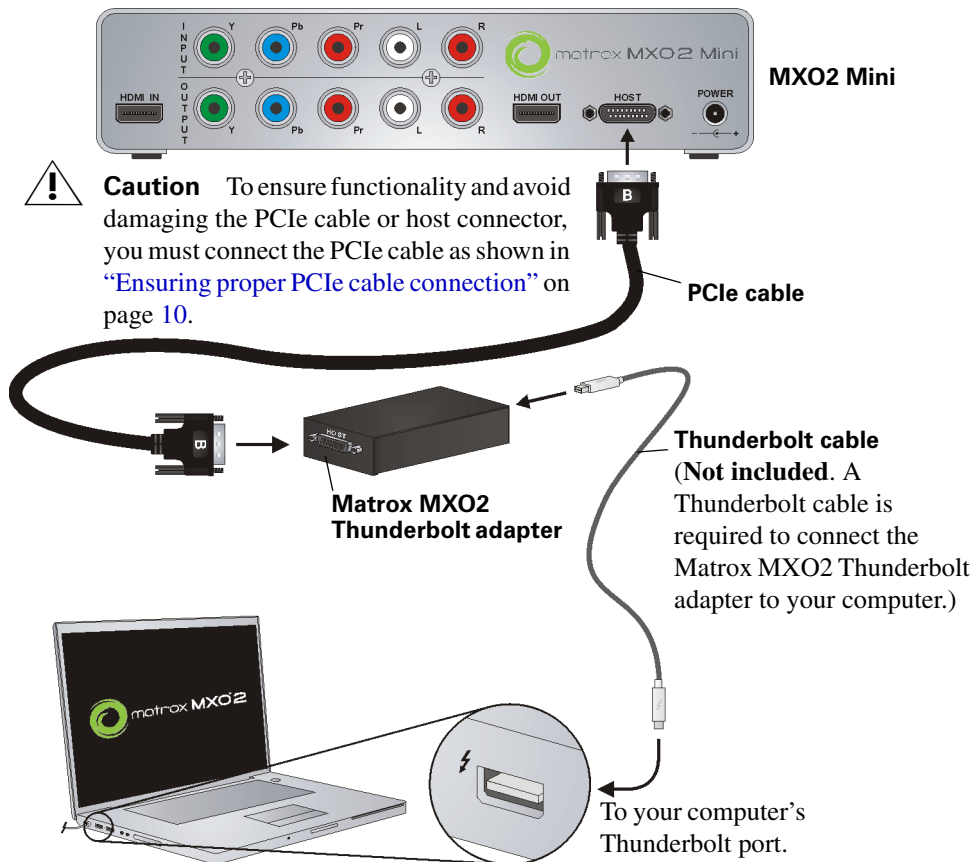 INPUT
Y Pb Pr L R
matrox MXO2 Mini
MXO2 Mini
HDMI IN
OUTPUT
Y Pb Pr L R
HDMI OUT
HOST
POWER
- +
B
Caution To ensure functionality and avoid
damaging the PCIe cable or host connector,
you must connect the PCIe cable as shown in
“Ensuring proper PCIe cable connection” on
page 10.
PCIe cable
B
HOST
Matrox MXO2
Thunderbolt adapter
Thunderbolt cable
(Not included. A
Thunderbolt cable is
required to connect the
Matrox MXO2 Thunderbolt
adapter to your computer.)
matrox MXO2
To your computer’s
Thunderbolt port.